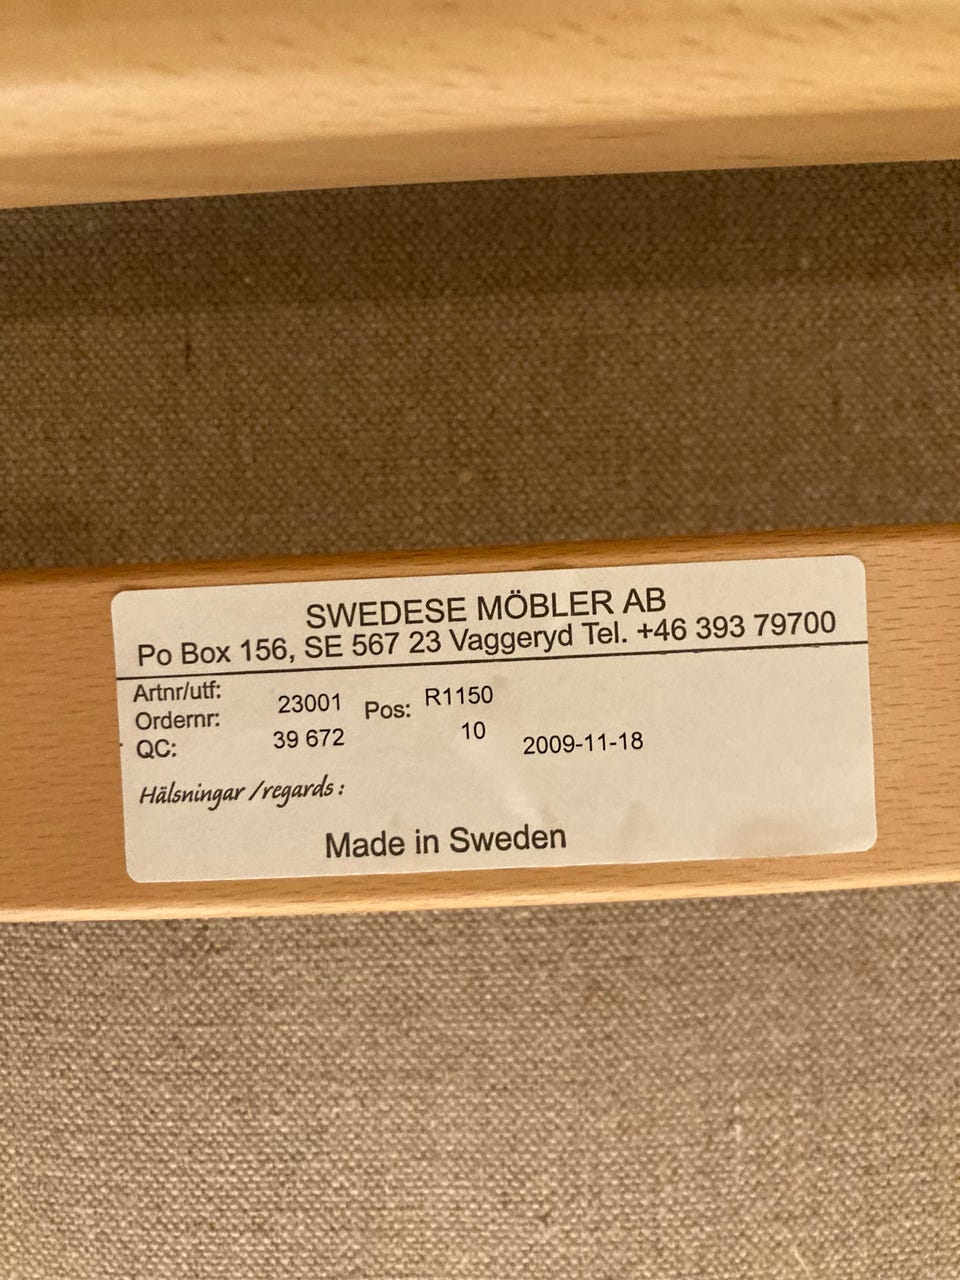 SWEDESE MÖBLER AB
Po Box 156, SE 567 23 Vaggeryd Tel. +46 393 79700
Artnr/utf: 23001 R1150
Ordernr: 39 672 Pos: 10
QC: 2009-11-18
Hälsningar /regards :
Made in Sweden